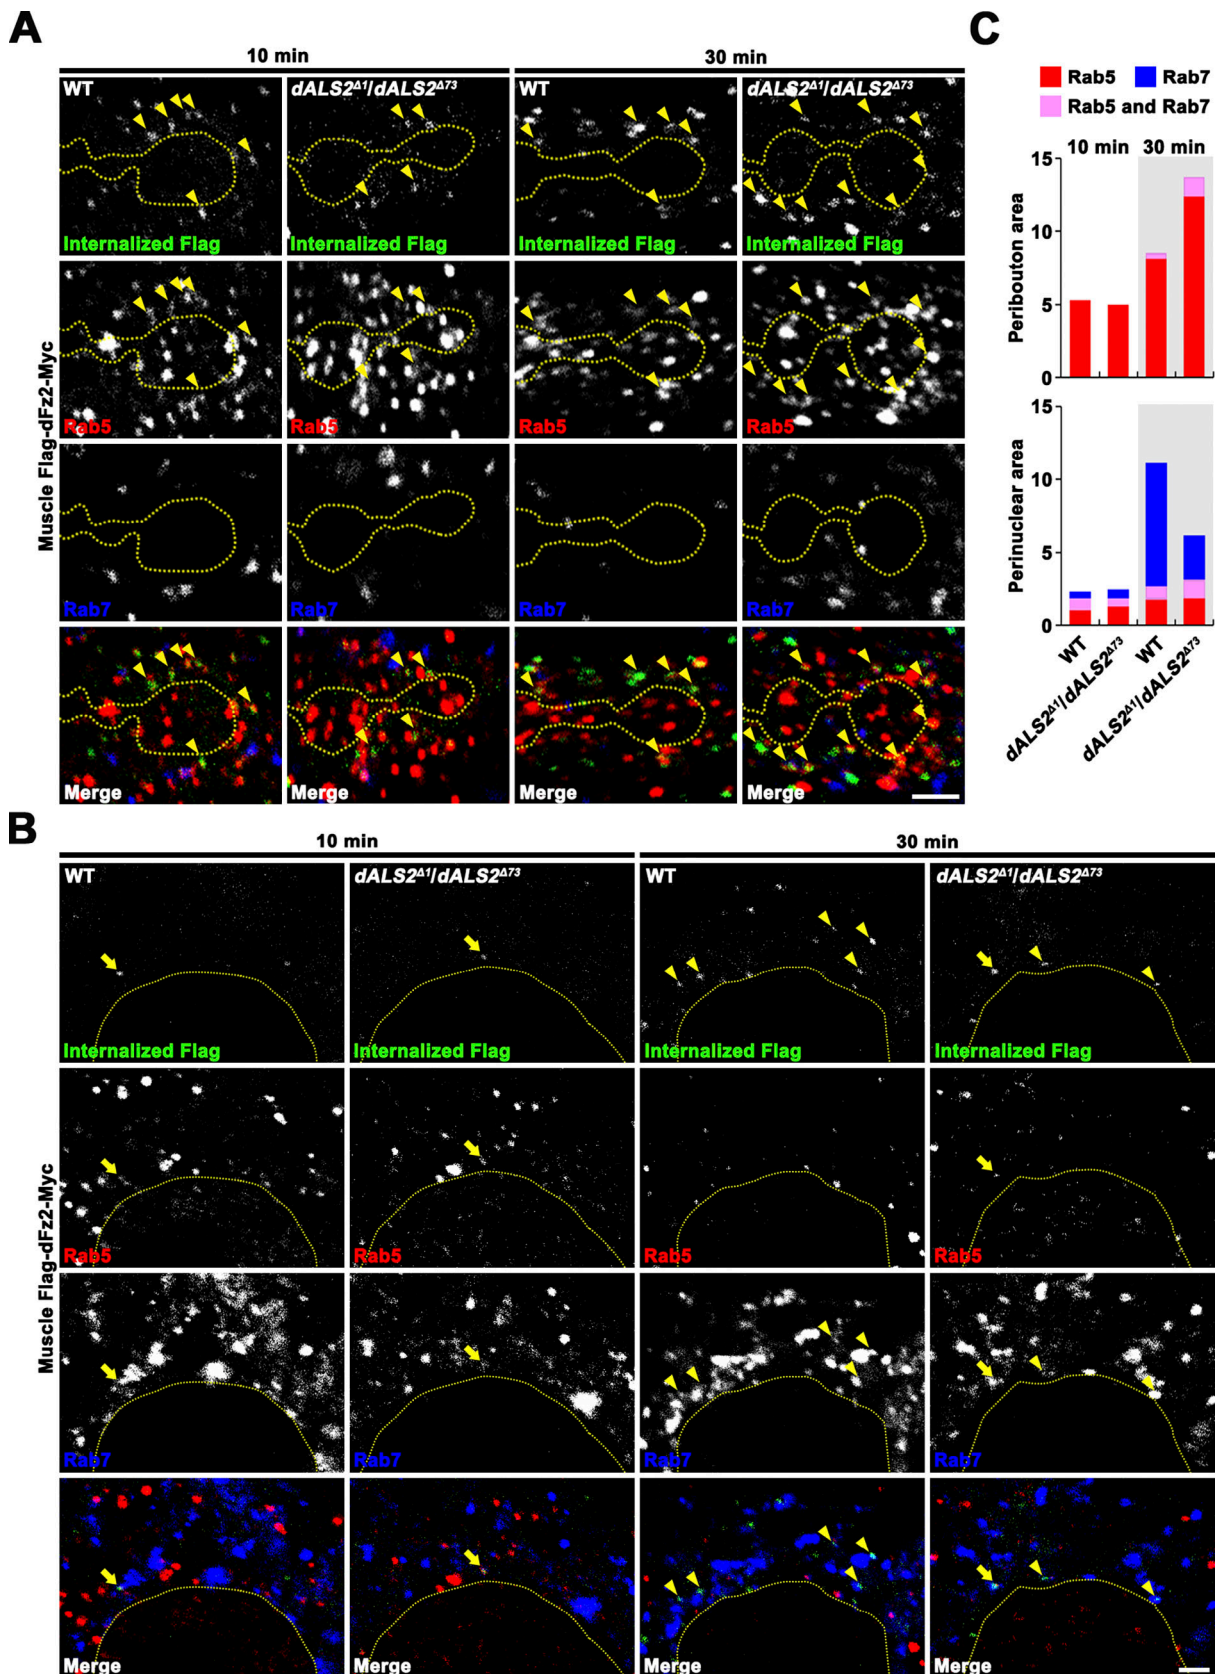 A
10 min
30 min
WT
dALS2Δ1/dALS2Δ73
WT
dALS2Δ1/dALS2Δ73
Internalized Flag
Internalized Flag
Internalized Flag
Internalized Flag
Rab5
Rab5
Rab5
Rab5
Rab7
Rab7
Rab7
Rab7
Merge
Merge
Merge
Merge
Muscle Flag-dFz2-Myc
C
Rab5
Rab7
Rab5 and Rab7
10 min
30 min
15
10
5
0
Peribouton area
15
10
5
0
Perinuclear area
WT
dALS2Δ1/dALS2Δ73
WT
dALS2Δ1/dALS2Δ73
B
10 min
30 min
WT
dALS2Δ1/dALS2Δ73
WT
dALS2Δ1/dALS2Δ73
Internalized Flag
Internalized Flag
Internalized Flag
Internalized Flag
Rab5
Rab5
Rab5
Rab5
Rab7
Rab7
Rab7
Rab7
Merge
Merge
Merge
Merge
Muscle Flag-dFz2-Myc